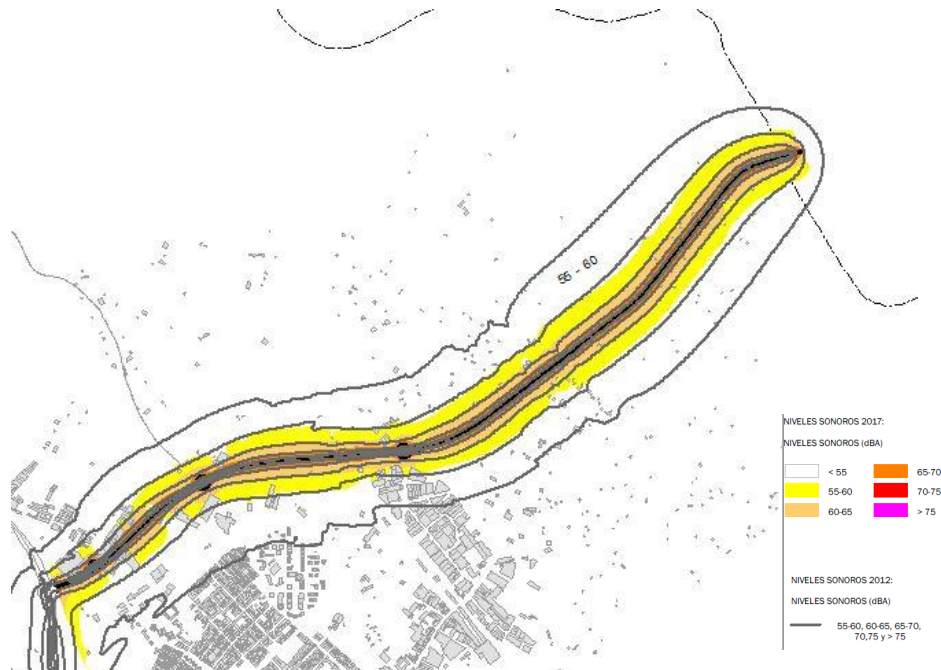 55 - 60
NIVELES SONOROS 2017:
NIVELES SONOROS (dBA)
< 55
65-70
55-60
70-75
60-65
> 75
NIVELES SONOROS 2012:
NIVELES SONOROS (dBA)
55-60, 60-65, 65-70,
70,75 y > 75